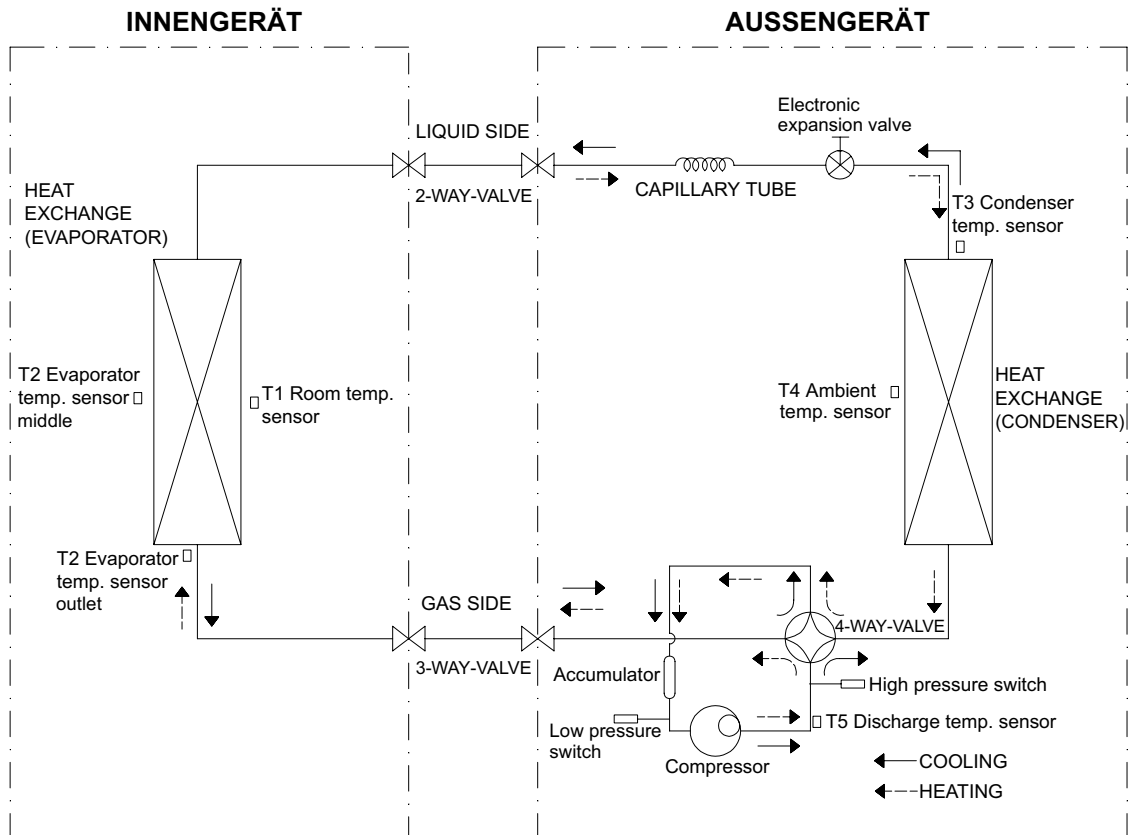 INNENGERÄT
AUSSENGERÄT
Electronic
expansion valve
LIQUID SIDE
2-WAY-VALVE
CAPILLARY TUBE
HEAT
EXCHANGE
(EVAPORATOR)
T3 Condenser
temp. sensor
T2 Evaporator
temp. sensor
middle
T1 Room temp.
sensor
T4 Ambient
temp. sensor
HEAT
EXCHANGE
(CONDENSER)
T2 Evaporator
temp. sensor
outlet
GAS SIDE
3-WAY-VALVE
4-WAY-VALVE
Accumulator
High pressure switch
Low pressure
switch
T5 Discharge temp. sensor
Compressor
COOLING
HEATING